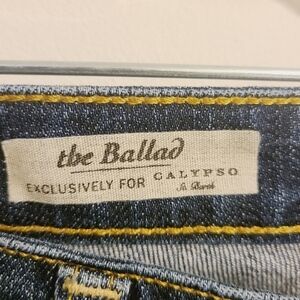 the Ballad
EXCLUSIVELY FOR CALYPSO
St. Barth